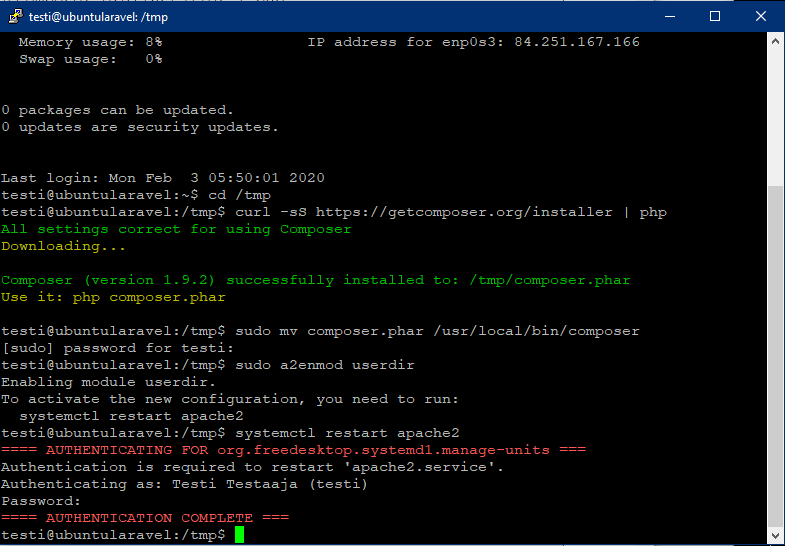 testi@ubuntularavel: /tmp
Memory usage: 8% IP address for enp0s3: 84.251.167.166
Swap usage: 0%
0 packages can be updated.
0 updates are security updates.
Last login: Mon Feb  3 05:50:01 2020
testi@ubuntularavel:~$ cd /tmp
testi@ubuntularavel:/tmp$ curl -sS https://getcomposer.org/installer | php
All settings correct for using Composer
Downloading...
Composer (version 1.9.2) successfully installed to: /tmp/composer.phar
Use it: php composer.phar
testi@ubuntularavel:/tmp$ sudo mv composer.phar /usr/local/bin/composer
[sudo] password for testi:
testi@ubuntularavel:/tmp$ sudo a2enmod userdir
Enabling module userdir.
To activate the new configuration, you need to run:
systemctl restart apache2
testi@ubuntularavel:/tmp$ systemctl restart apache2
==== AUTHENTICATING FOR org.freedesktop.systemd1.manage-units ===
Authentication is required to restart 'apache2.service'.
Authenticating as: Testi Testaaja (testi)
Password:
==== AUTHENTICATION COMPLETE ===
testi@ubuntularavel:/tmp$